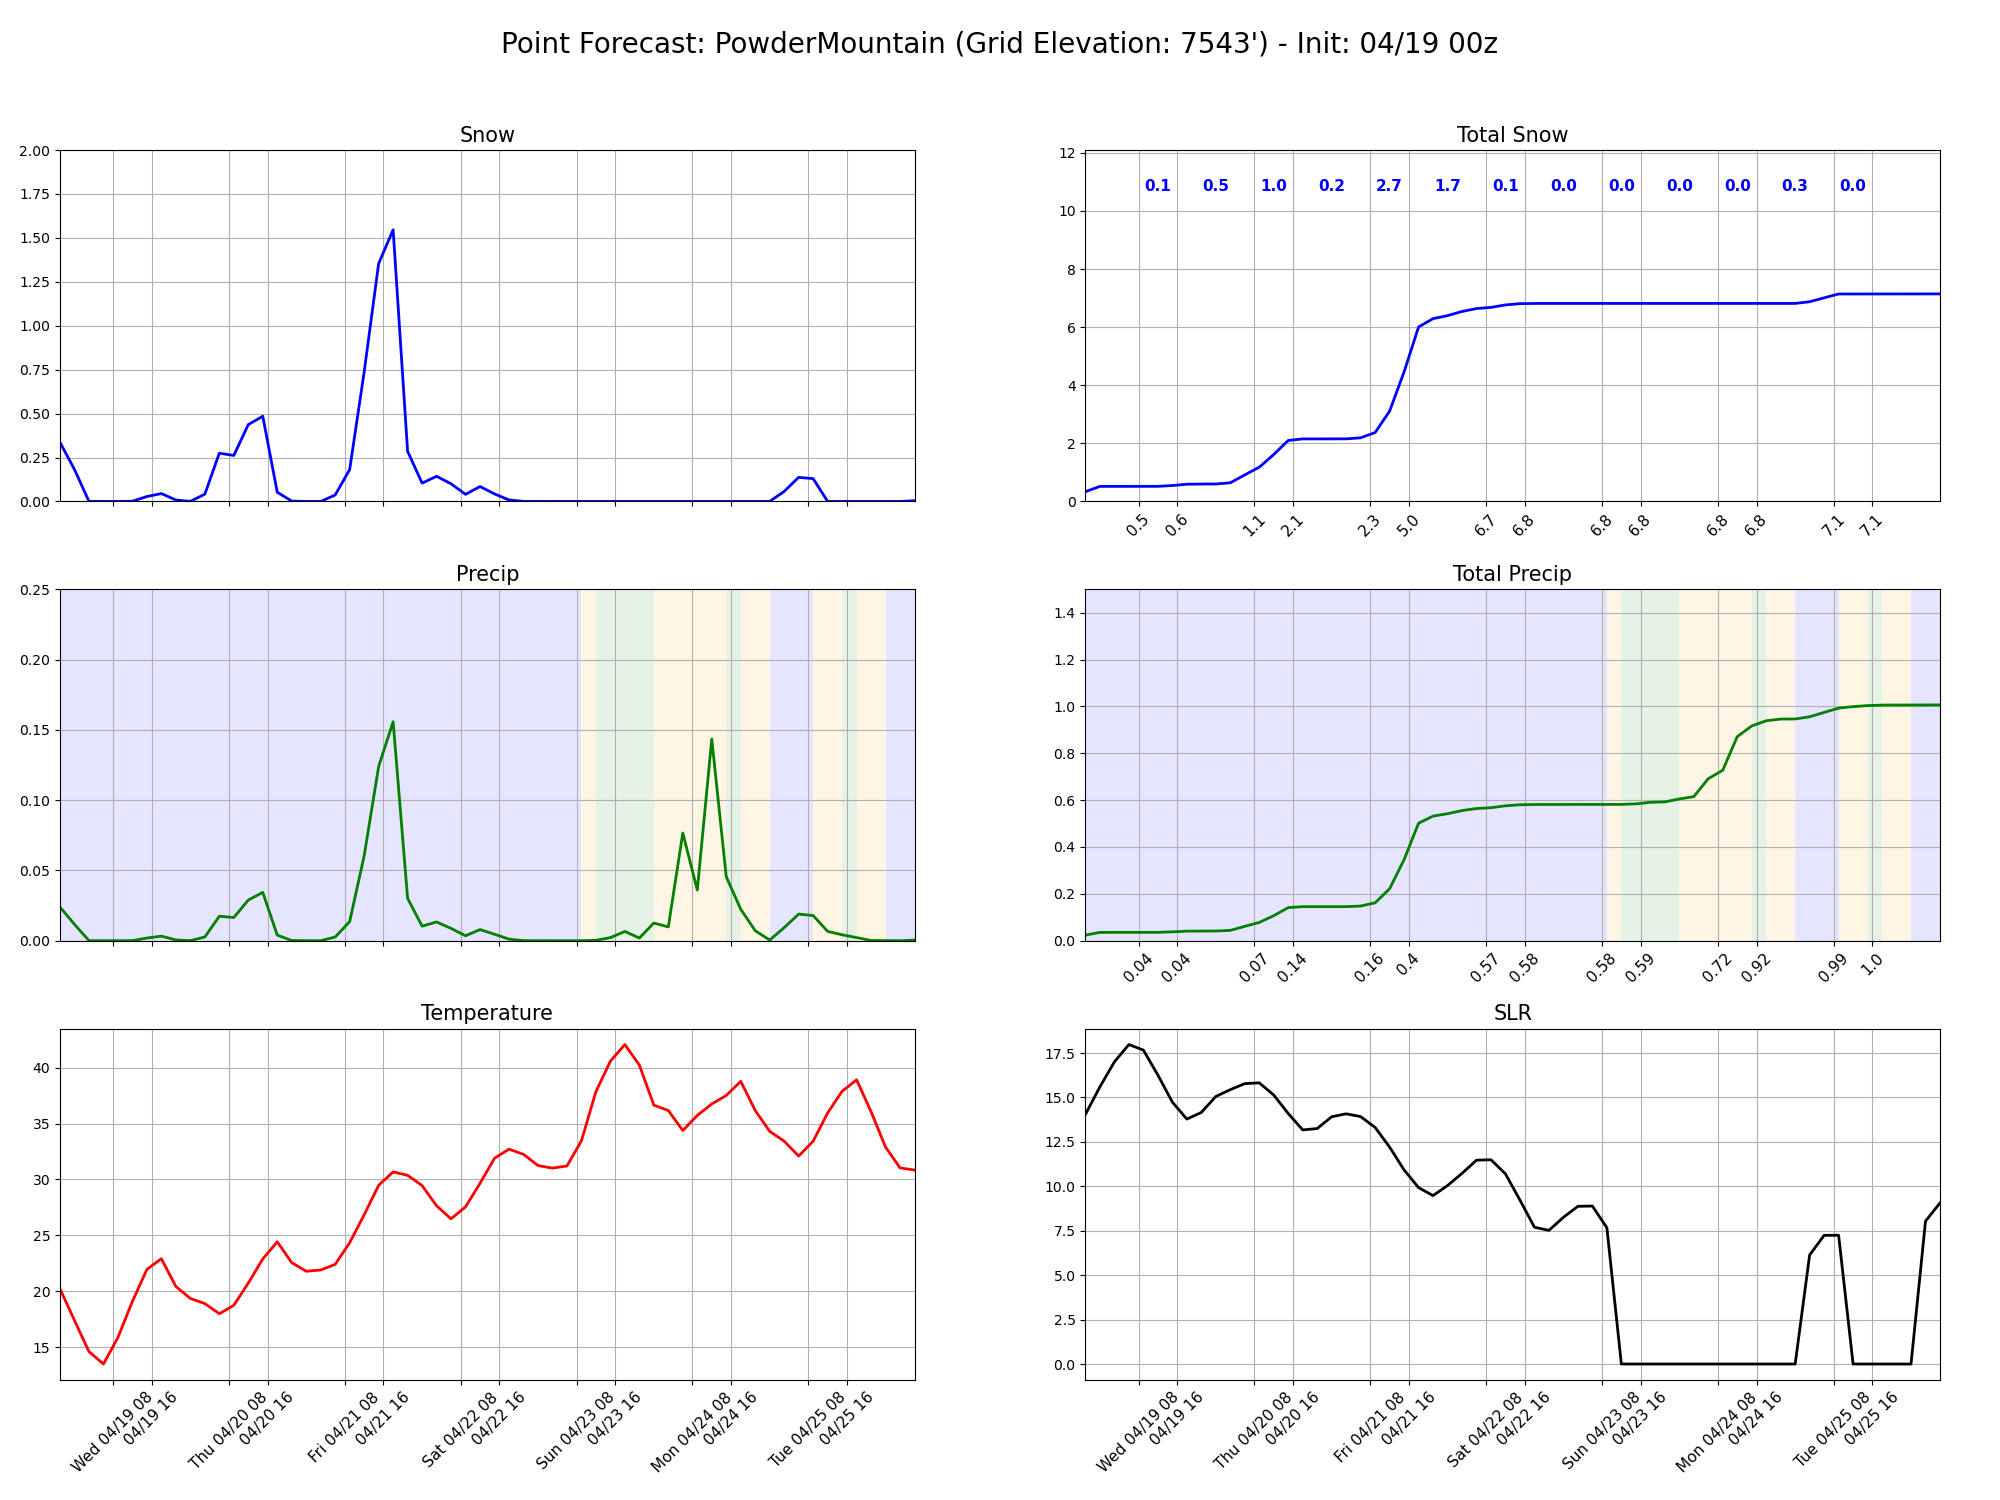 Point Forecast: PowderMountain (Grid Elevation: 7543') - Init: 04/19 00z
Snow
2.00
1.75
1.50
1.25
1.00
0.75
0.50
0.25
0.00
Total Snow
12
10
8
6
4
2
0
0.1 0.5 1.0 0.2 2.7 1.7 0.1 0.0 0.0 0.0 0.0 0.3 0.0
0.5 0.6 1.1 2.1 2.3 5.0 6.7 6.8 6.8 6.8 6.8 6.8 7.1 7.1
Precip
0.25
0.20
0.15
0.10
0.05
0.00
Total Precip
1.4
1.2
1.0
0.8
0.6
0.4
0.2
0.0
0.04 0.04 0.07 0.14 0.16 0.4 0.57 0.58 0.58 0.59 0.72 0.92 0.99 1.0
Temperature
40
35
30
25
20
15
Wed 04/19 08
04/19 16
Thu 04/20 08
04/20 16
Fri 04/21 08
04/21 16
Sat 04/22 08
04/22 16
Sun 04/23 08
04/23 16
Mon 04/24 08
04/24 16
Tue 04/25 08
04/25 16
SLR
17.5
15.0
12.5
10.0
7.5
5.0
2.5
0.0
Wed 04/19 08
04/19 16
Thu 04/20 08
04/20 16
Fri 04/21 08
04/21 16
Sat 04/22 08
04/22 16
Sun 04/23 08
04/23 16
Mon 04/24 08
04/24 16
Tue 04/25 08
04/25 16